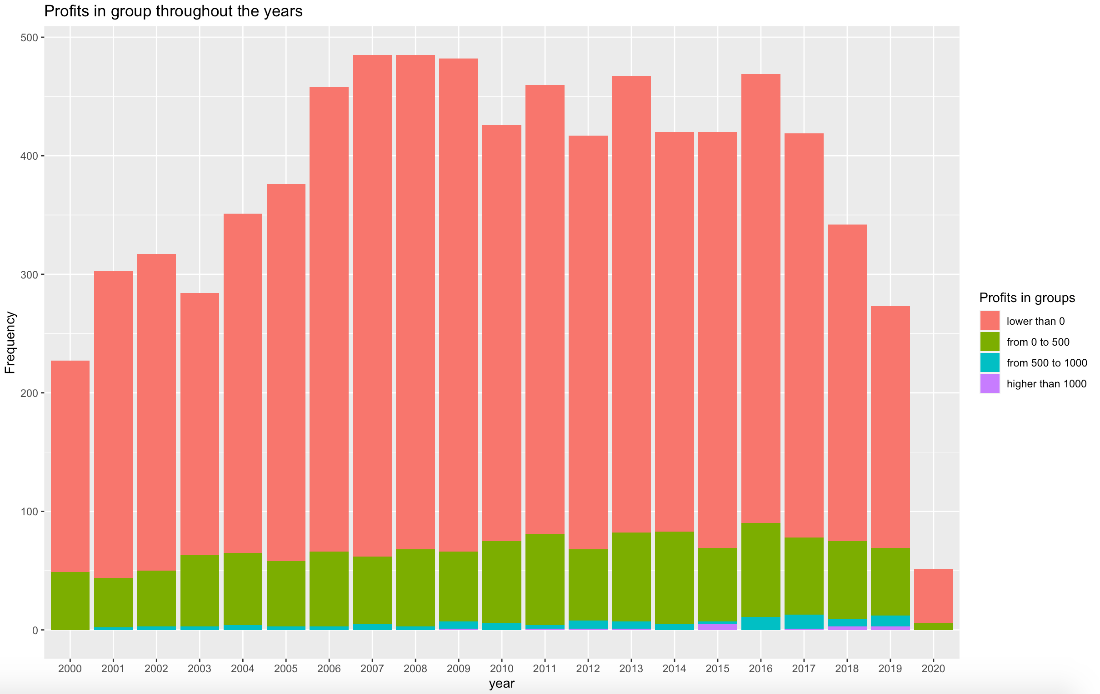 Profits in group throughout the years
500
400
300
200
100
0
Frequency
2000 2001 2002 2003 2004 2005 2006 2007 2008 2009 2010 2011 2012 2013 2014 2015 2016 2017 2018 2019 2020
year
Profits in groups
lower than 0
from 0 to 500
from 500 to 1000
higher than 1000